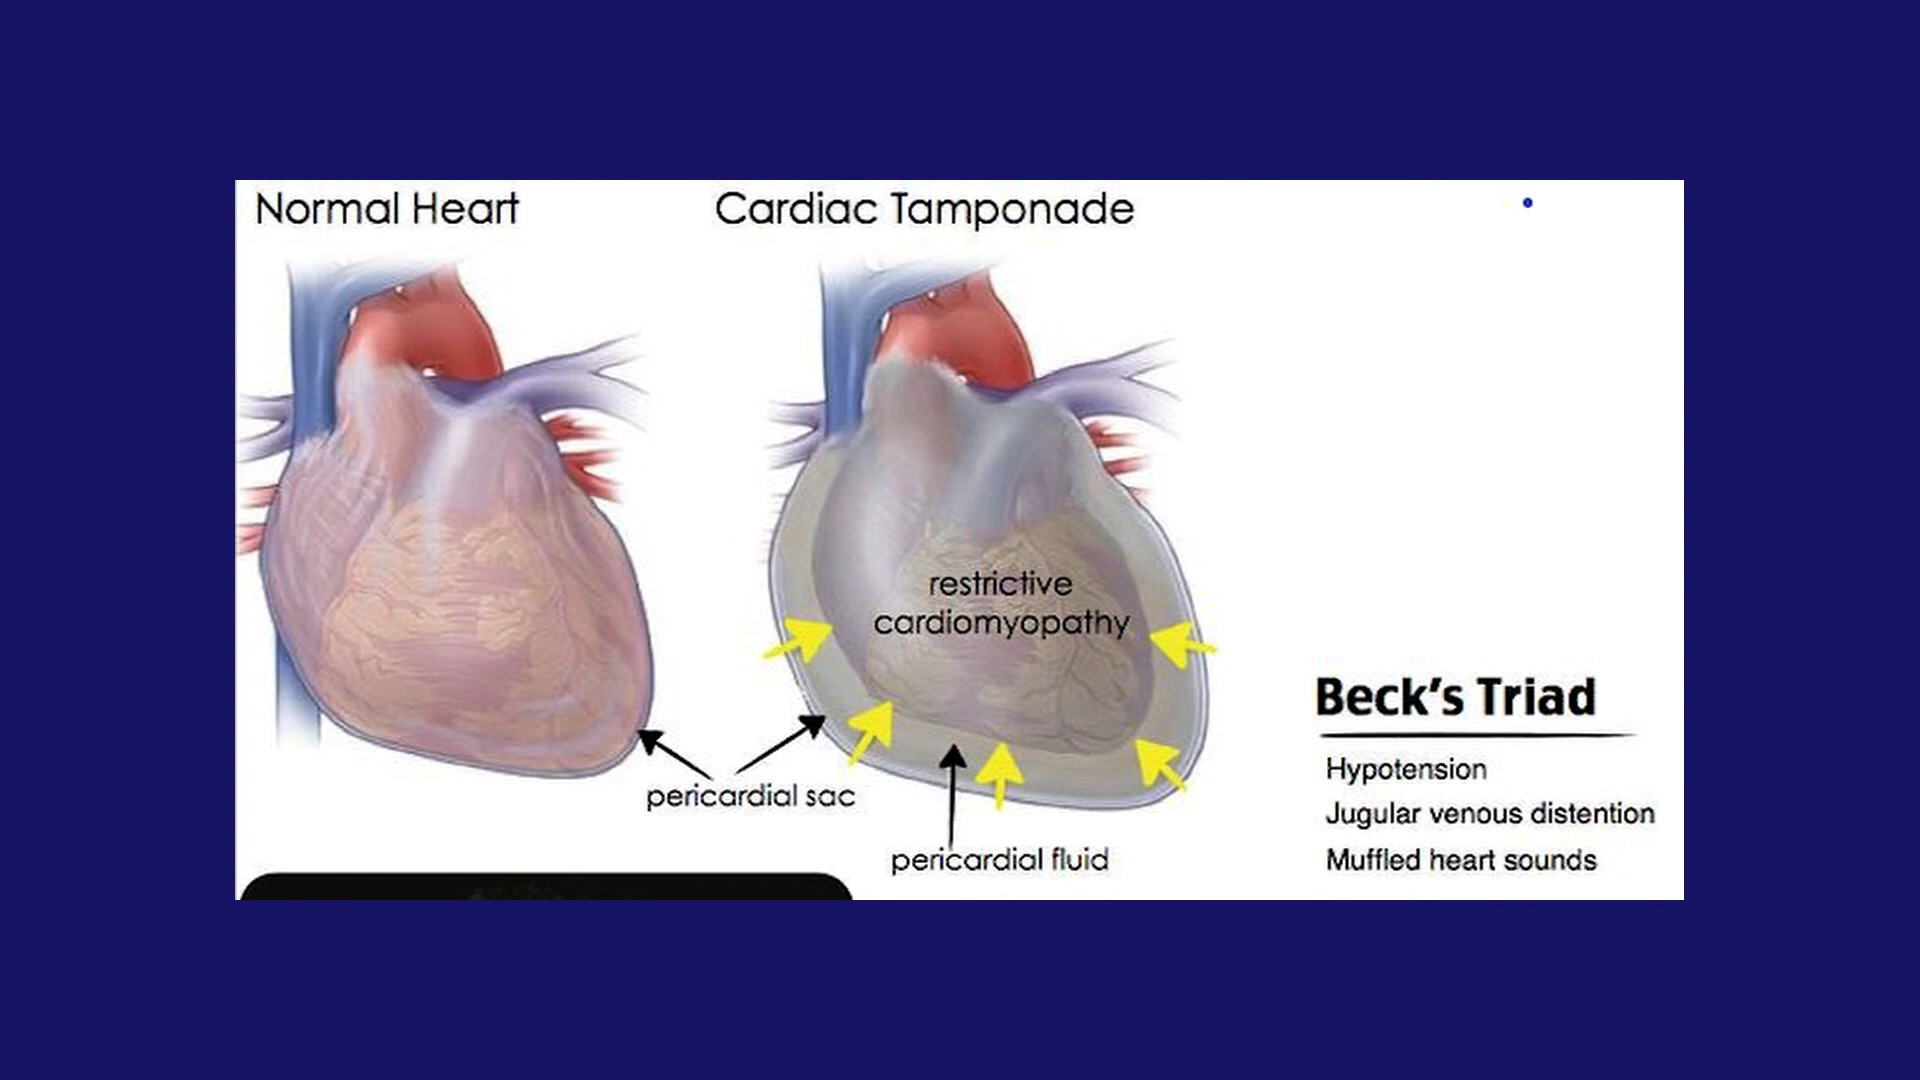 Normal Heart
Cardiac Tamponade
restrictive
cardiomyopathy
pericardial sac
pericardial fluid
Beck's Triad
Hypotension
Jugular venous distention
Muffled heart sounds